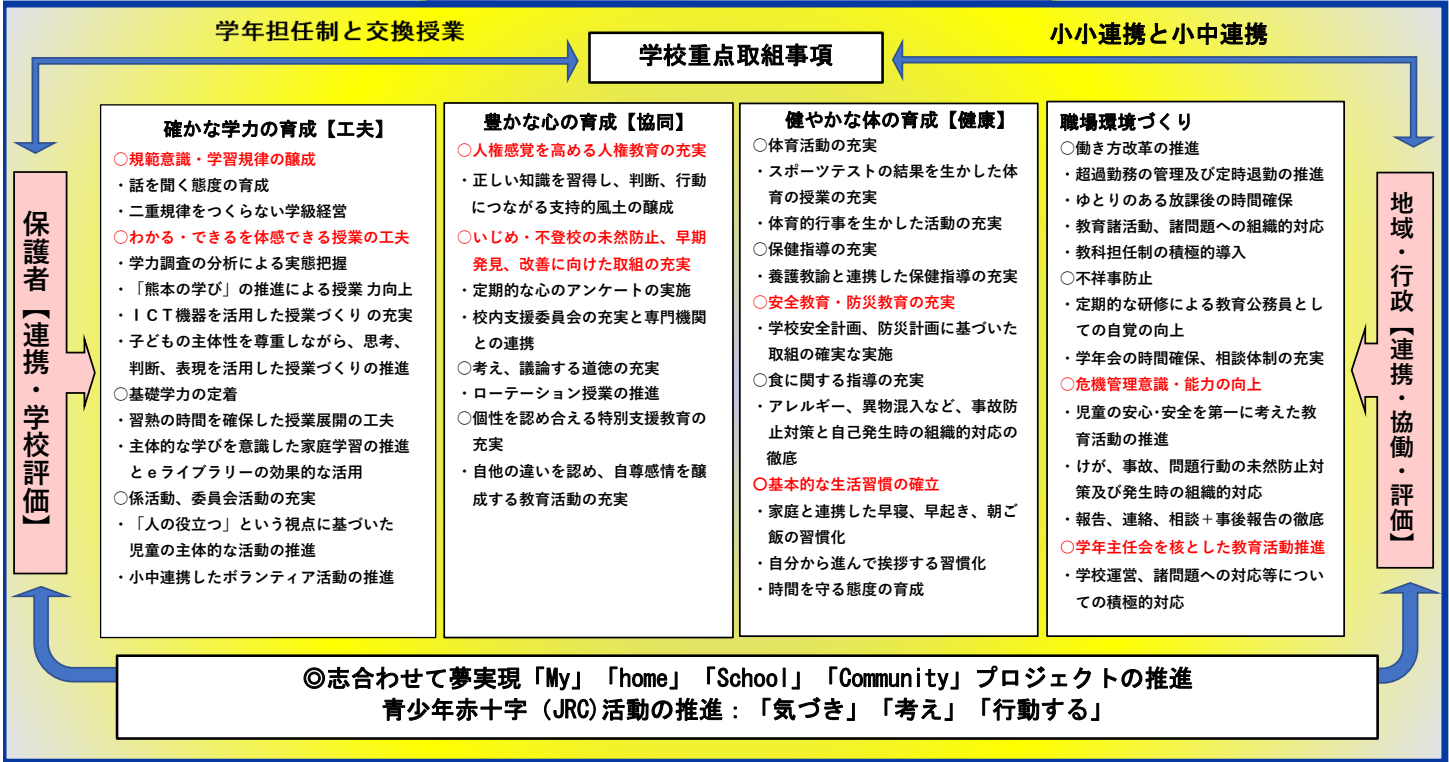 学年担任制と交換授業
小小連携と小中連携
学校重点取組事項
保護者【連携・学校評価】
確かな学力の育成【工夫】
○規範意識・学習規律の醸成
・話を聞く態度の育成
・二重規律をつくらない学級経営
○わかる・できるを体感できる授業の工夫
・学力調査の分析による実態把握
・「熊本の学び」の推進による授業 力向上
・ＩＣＴ機器を活用した授業づくり の充実
・子どもの主体性を尊重しながら、思考、
判断、表現を活用した授業づくりの推進
○基礎学力の定着
・習熟の時間を確保した授業展開の工夫
・主体的な学びを意識した家庭学習の推進
とｅライブラリーの効果的な活用
○係活動、委員会活動の充実
・「人の役立つ」という視点に基づいた
児童の主体的な活動の推進
・小中連携したボランティア活動の推進
豊かな心の育成【協同】
○人権感覚を高める人権教育の充実
・正しい知識を習得し、判断、行動
につながる支持的風土の醸成
○いじめ・不登校の未然防止、早期
発見、改善に向けた取組の充実
・定期的な心のアンケートの実施
・校内支援委員会の充実と専門機関
との連携
○考え、議論する道徳の充実
・ローテーション授業の推進
○個性を認め合える特別支援教育の
充実
・自他の違いを認め、自尊感情を醸
成する教育活動の充実
健やかな体の育成【健康】
○体育活動の充実
・スポーツテストの結果を生かした体
育の授業の充実
・体育的行事を生かした活動の充実
○保健指導の充実
・養護教諭と連携した保健指導の充実
○安全教育・防災教育の充実
・学校安全計画、防災計画に基づいた
取組の確実な実施
○食に関する指導の充実
・アレルギー、異物混入など、事故防
止対策と自己発生時の組織的対応の
徹底
○基本的な生活習慣の確立
・家庭と連携した早寝、早起き、朝ご
飯の習慣化
・自分から進んで挨拶する習慣化
・時間を守る態度の育成
職場環境づくり
○働き方改革の推進
・超過勤務の管理及び定時退勤の推進
・ゆとりのある放課後の時間確保
・教育諸活動、諸問題への組織的対応
・教科担任制の積極的導入
○不祥事防止
・定期的な研修による教育公務員とし
ての自覚の向上
・学年会の時間確保、相談体制の充実
○危機管理意識・能力の向上
・児童の安心･安全を第一に考えた教
育活動の推進
・けが、事故、問題行動の未然防止対
策及び発生時の組織的対応
・報告、連絡、相談＋事後報告の徹底
○学年主任会を核とした教育活動推進
・学校運営、諸問題への対応等につい
ての積極的対応
地域・行政【連携・協働・評価】
◎志合わせて夢実現「My」「home」「School」「Community」プロジェクトの推進
青少年赤十字（JRC)活動の推進：「気づき」「考え」「行動する」